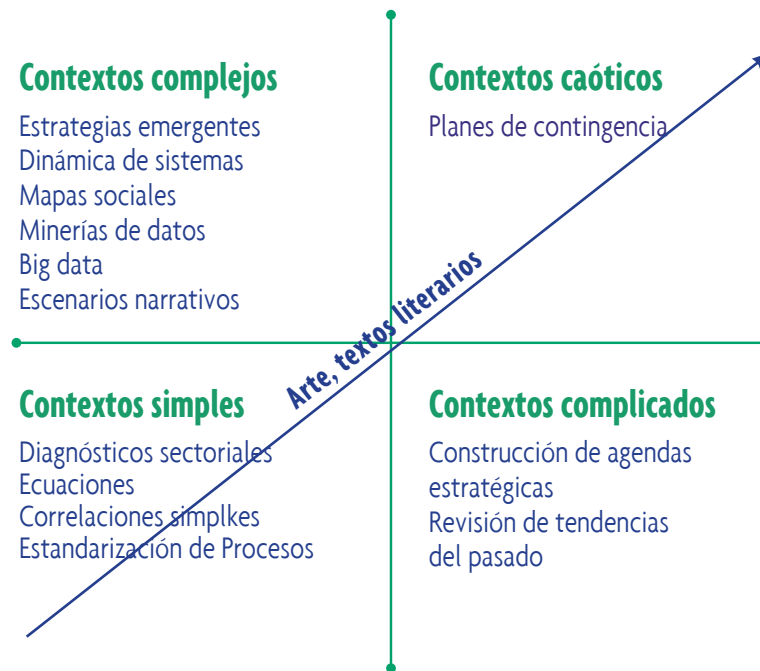 Contextos complejos
Estrategias emergentes
Dinámica de sistemas
Mapas sociales
Minerías de datos
Big data
Escenarios narrativos
Contextos caóticos
Planes de contingencia
Arte, textos literarios
Contextos simples
Diagnósticos sectoriales
Ecuaciones
Correlaciones simplkes
Estandarización de Procesos
Contextos complicados
Construcción de agendas
estratégicas
Revisión de tendencias
del pasado